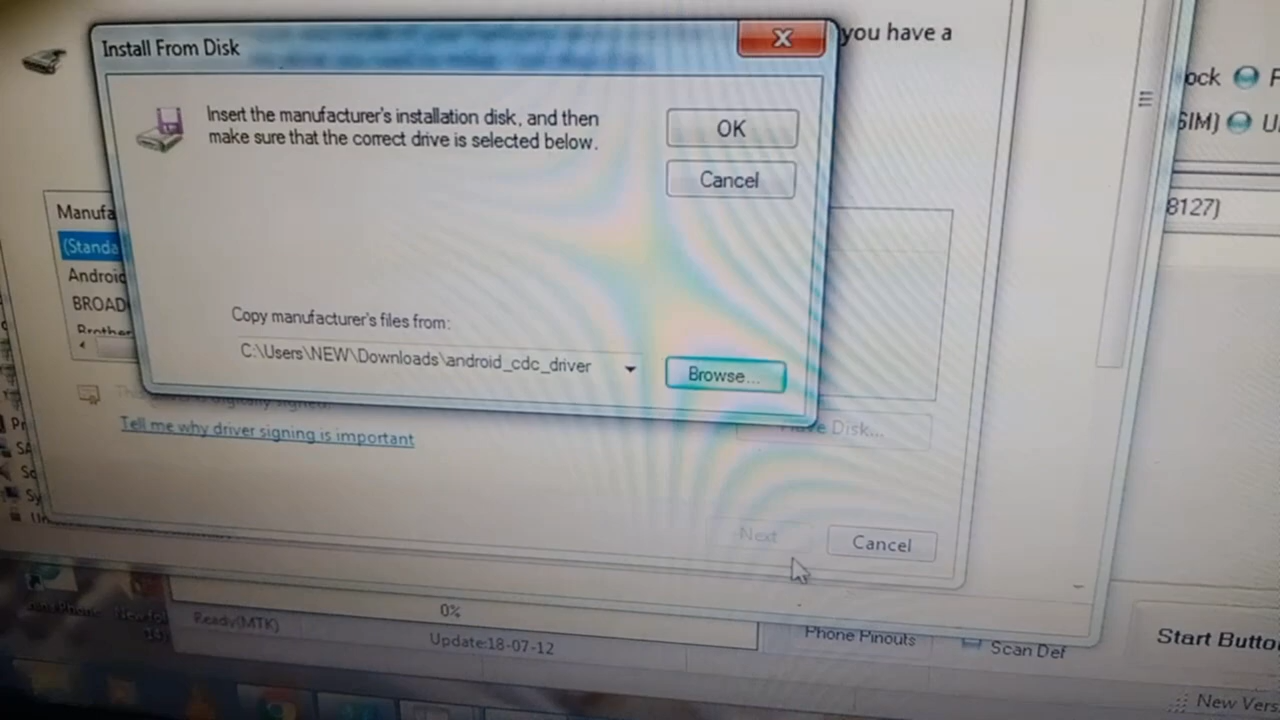 Install From Disk
you have a
Insert the manufacturer's installation disk, and then
make sure that the correct drive is selected below.
OK
Cancel
ock
SIM)
8127)
Manufa
(Standa
Android
BROAD
Brother
Copy manufacturer's files from:
C:\Users\NEW\Downloads\android_cdc_driver
Browse...
Have Disk...
Tell me why driver signing is important
Next
Cancel
0%
Ready(MTK)
Update:18-07-12
Phone Pinouts
Scan Def
Start Butto
New Vers